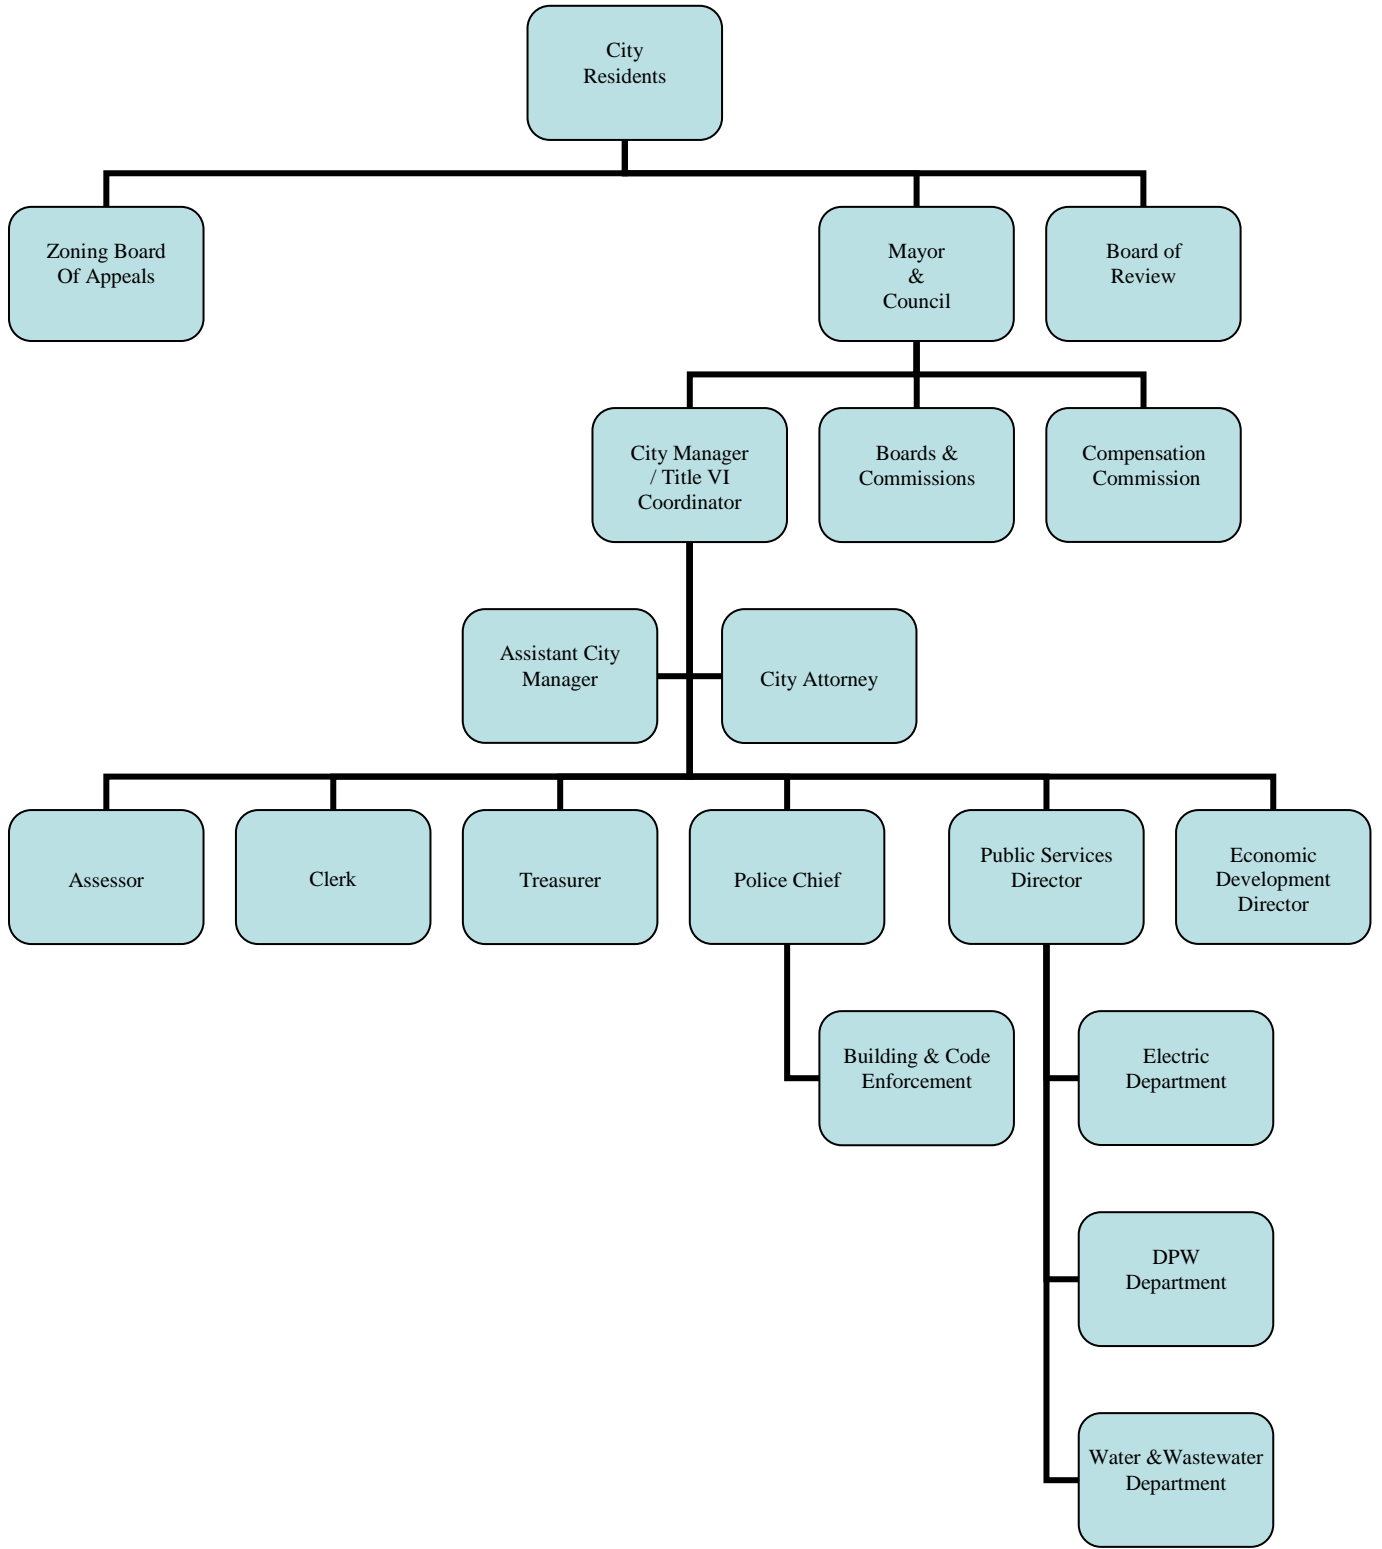 City
Residents
Zoning Board
Of Appeals
Mayor
&
Council
Board of
Review
City Manager
/ Title VI
Coordinator
Boards &
Commissions
Compensation
Commission
Assistant City
Manager
City Attorney
Assessor
Clerk
Treasurer
Police Chief
Public Services
Director
Economic
Development
Director
Building & Code
Enforcement
Electric
Department
DPW
Department
Water &Wastewater
Department